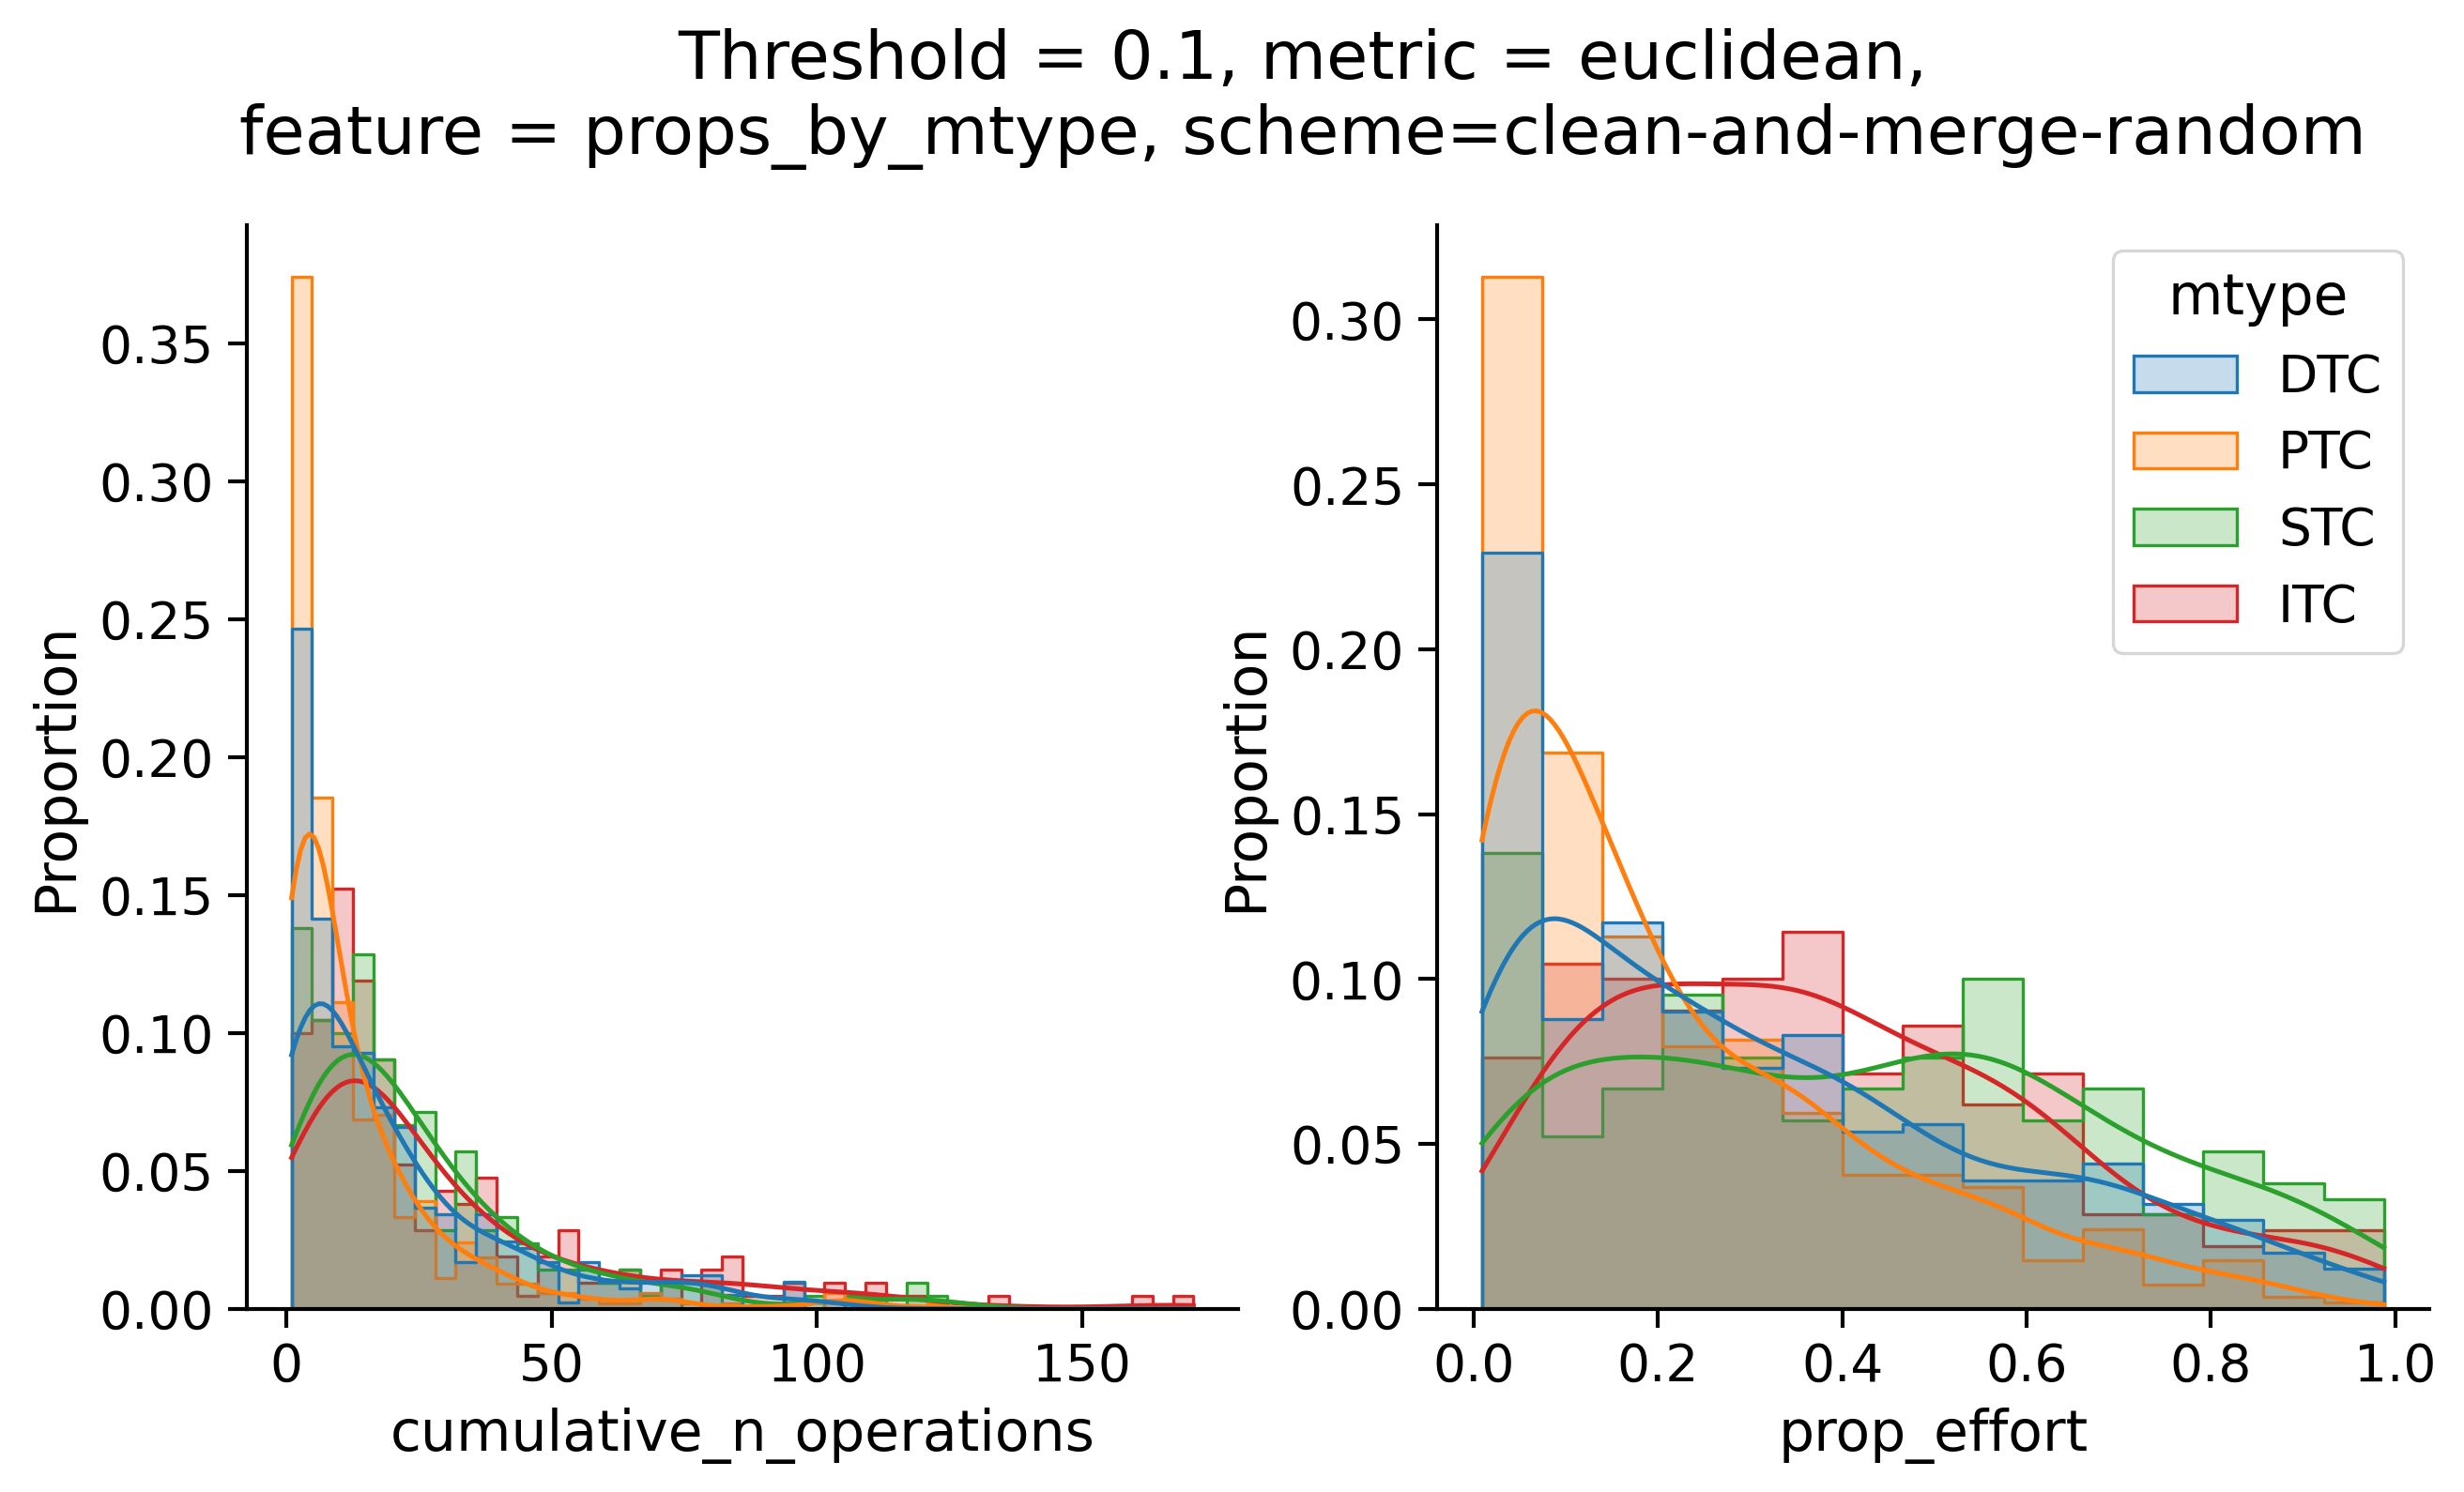 Threshold = 0.1, metric = euclidean,
feature = props_by_mtype, scheme=clean-and-merge-random
Proportion
0.35
0.30
0.25
0.20
0.15
0.10
0.05
0.00
0
50
100
150
cumulative_n_operations
Proportion
0.30
0.25
0.20
0.15
0.10
0.05
0.00
0.0
0.2
0.4
0.6
0.8
1.0
prop_effort
mtype
DTC
PTC
STC
ITC